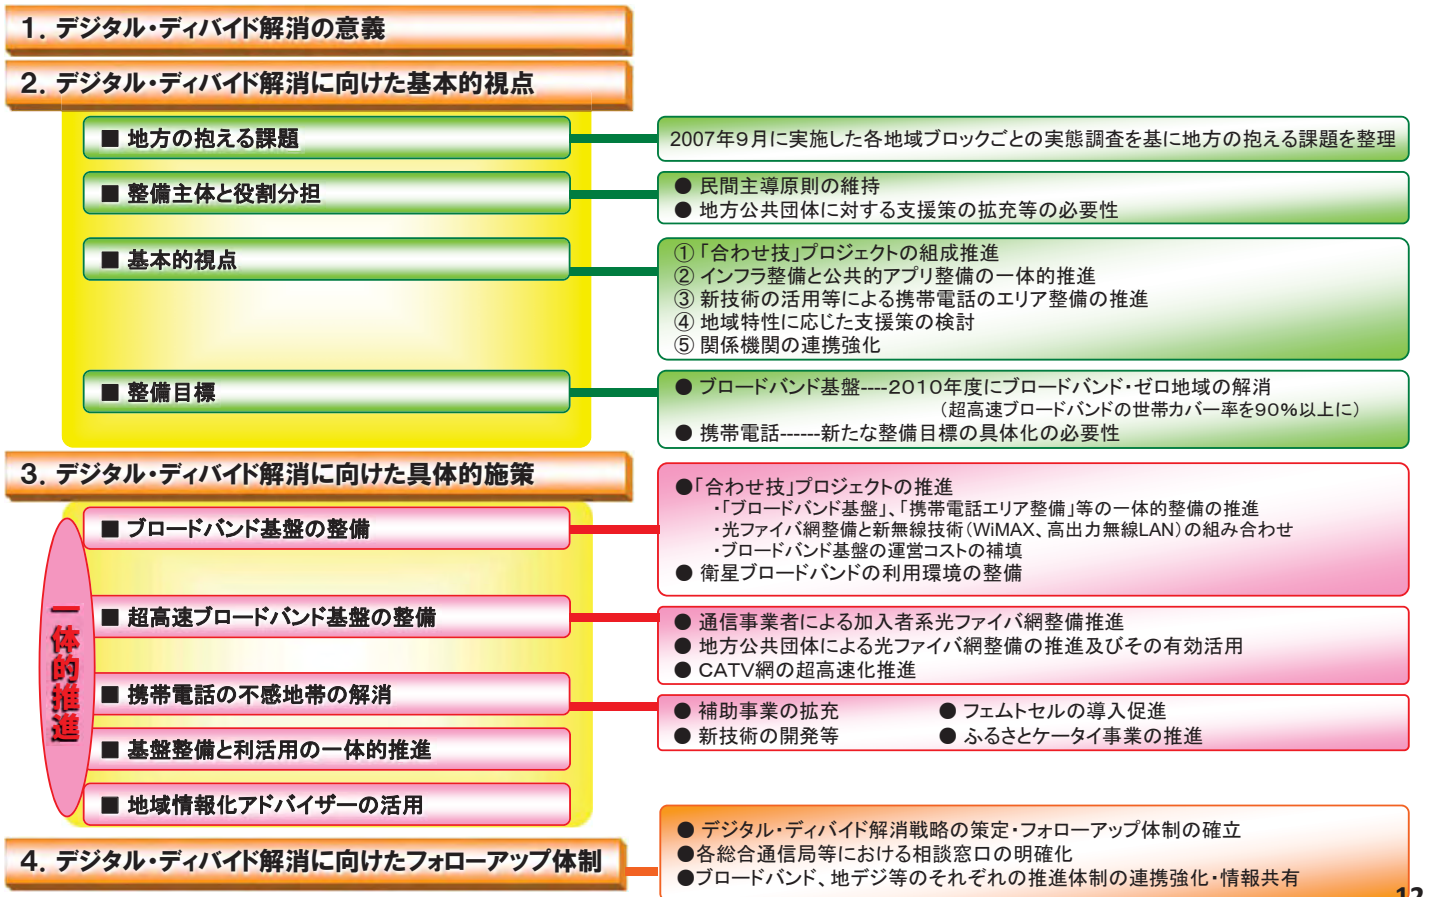 1. デジタル・ディバイド解消の意義
2. デジタル・ディバイド解消に向けた基本的視点
■ 地方の抱える課題
2007年9月に実施した各地域ブロックごとの実態調査を基に地方の抱える課題を整理
■ 整備主体と役割分担
● 民間主導原則の維持
● 地方公共団体に対する支援策の拡充等の必要性
■ 基本的視点
①「合わせ技」プロジェクトの組成推進
② インフラ整備と公共的アプリ整備の一体的推進
③ 新技術の活用等による携帯電話のエリア整備の推進
④ 地域特性に応じた支援策の検討
⑤ 関係機関の連携強化
■ 整備目標
● ブロードバンド基盤----2010年度にブロードバンド・ゼロ地域の解消
(超高速ブロードバンドの世帯カバー率を90%以上に)
● 携帯電話------新たな整備目標の具体化の必要性
3. デジタル・ディバイド解消に向けた具体的施策
一体的推進
■ ブロードバンド基盤の整備
●「合わせ技」プロジェクトの推進
・「ブロードバンド基盤」、「携帯電話エリア整備」等の一体的整備の推進
・光ファイバ網整備と新無線技術(WiMAX、高出力無線LAN)の組み合わせ
・ブロードバンド基盤の運営コストの補填
● 衛星ブロードバンドの利用環境の整備
■ 超高速ブロードバンド基盤の整備
● 通信事業者による加入者系光ファイバ網整備推進
● 地方公共団体による光ファイバ網整備の推進及びその有効活用
● CATV網の超高速化推進
■ 携帯電話の不感地帯の解消
● 補助事業の拡充 ● フェムトセルの導入促進
● 新技術の開発等 ● ふるさとケータイ事業の推進
■ 基盤整備と利活用の一体的推進
■ 地域情報化アドバイザーの活用
4. デジタル・ディバイド解消に向けたフォローアップ体制
● デジタル・ディバイド解消戦略の策定・フォローアップ体制の確立
●各総合通信局等における相談窓口の明確化
●ブロードバンド、地デジ等のそれぞれの推進体制の連携強化・情報共有
12